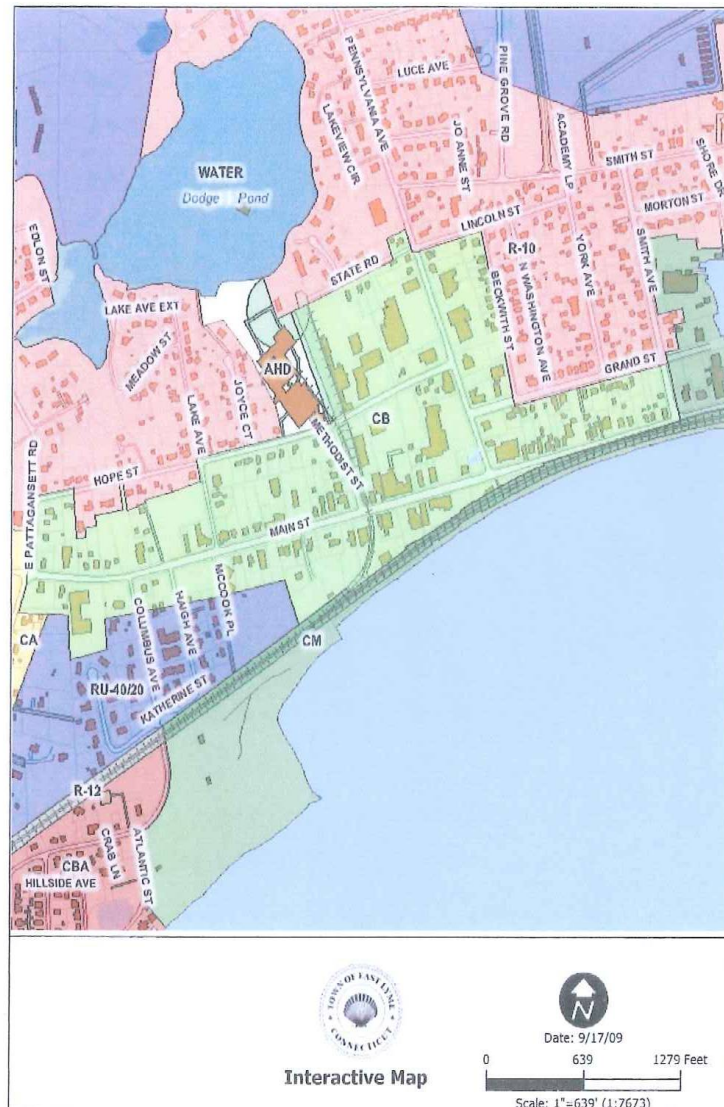 PENNSYLVANIA AVE
LUCE AVE
PINE GROVE RD
ACADEMY LP
LAKEVIEW CIR
JO ANNE ST
SMITH ST
SHORE DR
WATER
Dodge Pond
MORTON ST
LINCOLN ST
R-10
EDLON ST
STATE RD
BECKWITH ST
N WASHINGTON AVE
YORK AVE
SMITH AVE
LAKE AVE EXT
MEADOW ST
LAKE AVE
JOYCE CT
AHD
GRAND ST
METHODIST ST
CB
E PATTAGANSETT RD
HOPE ST
MAIN ST
COLUMBUS AVE
HAIGH AVE
MCCOOK PL
CA
CM
RU-40/20
KATHERINE ST
R-12
CBA
CRAB LN
ATLANTIC ST
HILLSIDE AVE
TOWN OF EAST LYME
CONNECTICUT
Interactive Map
N
Date: 9/17/09
0 639 1279 Feet
Scale: 1"=639' (1:7673)